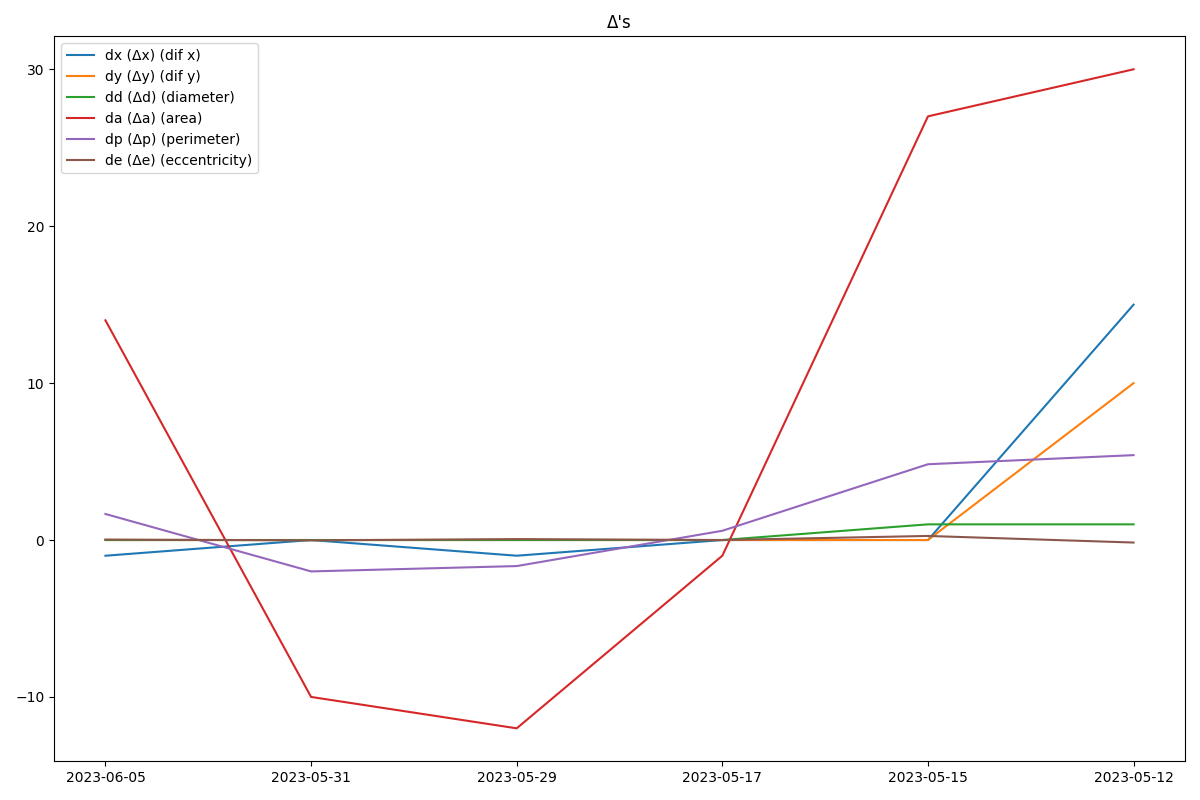 Δ's
dx (Δx) (dif x)
dy (Δy) (dif y)
dd (Δd) (diameter)
da (Δa) (area)
dp (Δp) (perimeter)
de (Δe) (eccentricity)
30
20
10
0
−10
2023-06-05 2023-05-31 2023-05-29 2023-05-17 2023-05-15 2023-05-12